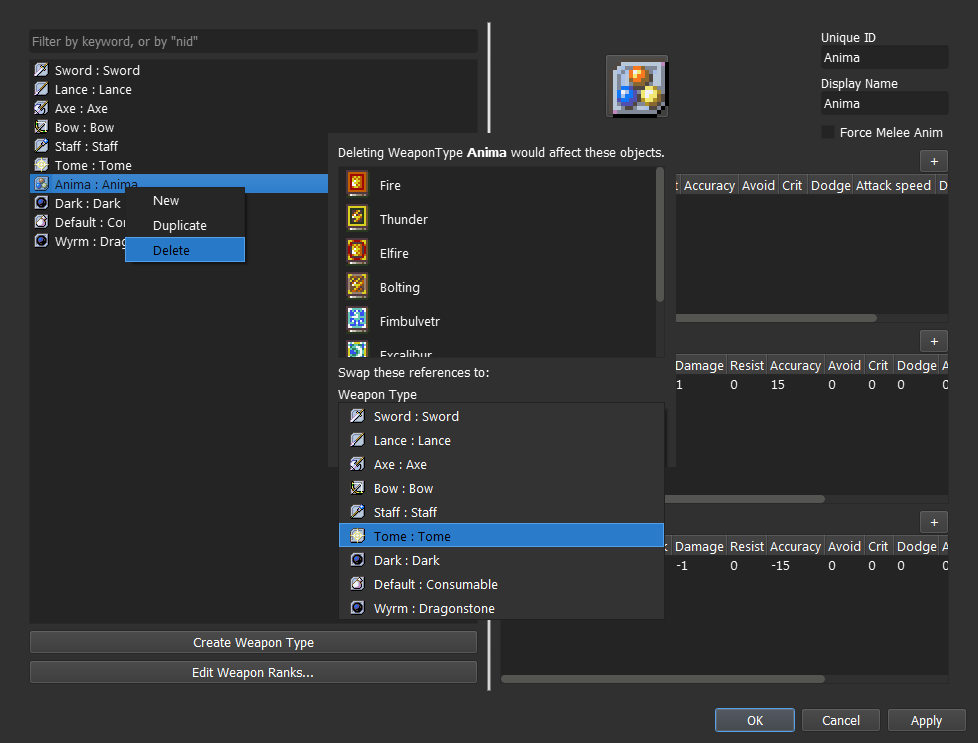 Filter by keyword, or by "nid"
Sword : Sword
Lance : Lance
Axe : Axe
Bow : Bow
Staff : Staff
Tome : Tome
Anima : Anima
Dark : Dark
Default : Co
Wyrm : Drag
New
Duplicate
Delete
Create Weapon Type
Edit Weapon Ranks...
Deleting WeaponType Anima would affect these objects.
Fire
Thunder
Elfire
Bolting
Fimbulvetr
Excalibur
Swap these references to:
Weapon Type
Sword : Sword
Lance : Lance
Axe : Axe
Bow : Bow
Staff : Staff
Tome : Tome
Dark : Dark
Default : Consumable
Wyrm : Dragonstone
Unique ID
Anima
Display Name
Anima
Force Melee Anim
+
Accuracy Avoid Crit Dodge Attack speed D
+
Damage Resist Accuracy Avoid Crit Dodge A
1 0 15 0 0 0 0
+
Damage Resist Accuracy Avoid Crit Dodge A
-1 0 -15 0 0 0 0
OK Cancel Apply